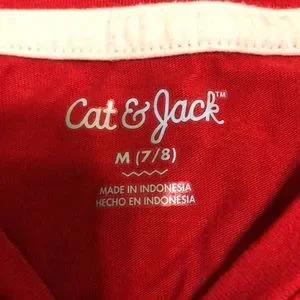 Cat & Jack™
M (7/8)
MADE IN INDONESIA
HECHO EN INDONESIA